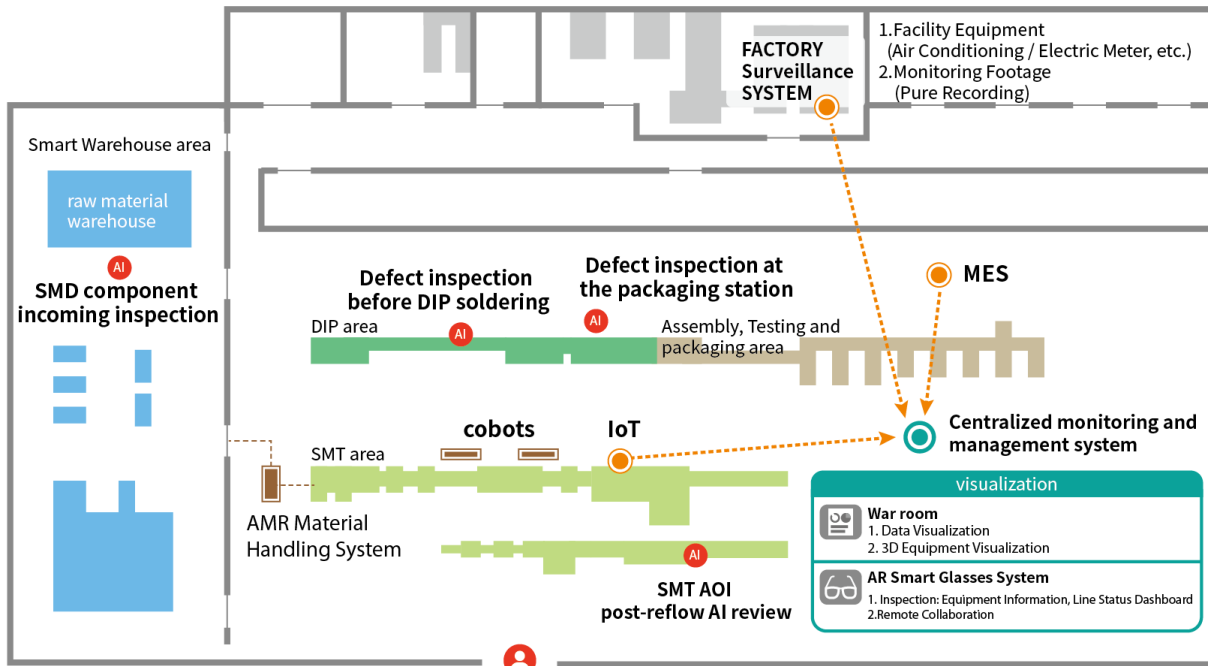 FACTORY
Surveillance
SYSTEM
1.Facility Equipment
(Air Conditioning / Electric Meter, etc.)
2.Monitoring Footage
(Pure Recording)
Smart Warehouse area
raw material
warehouse
AI
SMD component
incoming inspection
Defect inspection
before DIP soldering
Defect inspection at
the packaging station
MES
DIP area
AI
AI
Assembly, Testing and
packaging area
cobots
IoT
Centralized monitoring and
management system
SMT area
AMR Material
Handling System
AI
SMT AOI
post-reflow AI review
visualization
War room
1. Data Visualization
2. 3D Equipment Visualization
AR Smart Glasses System
1. Inspection: Equipment Information, Line Status Dashboard
2.Remote Collaboration